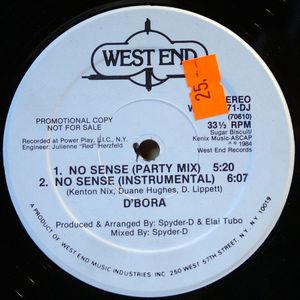 WEST END
25.-
EREO
71-DJ
(70610)
33⅓ RPM
Sugar Biscuit/
Kenix Music-ASCAP
℗ © 1984
West End Records
PROMOTIONAL COPY
NOT FOR SALE
Recorded at Power Play, L.I.C., N.Y.
Engineer: Julienne "Red" Herzfeld
1. NO SENSE (PARTY MIX) 5:20
2. NO SENSE (INSTRUMENTAL) 6:07
(Kenton Nix, Duane Hughes, D. Lippett)
D'BORA
Produced & Arranged By: Spyder-D & Elai Tubo
Mixed By: Spyder-D
A PRODUCT OF WEST END MUSIC INDUSTRIES INC 250 WEST 57TH STREET, N.Y., N.Y. 10019